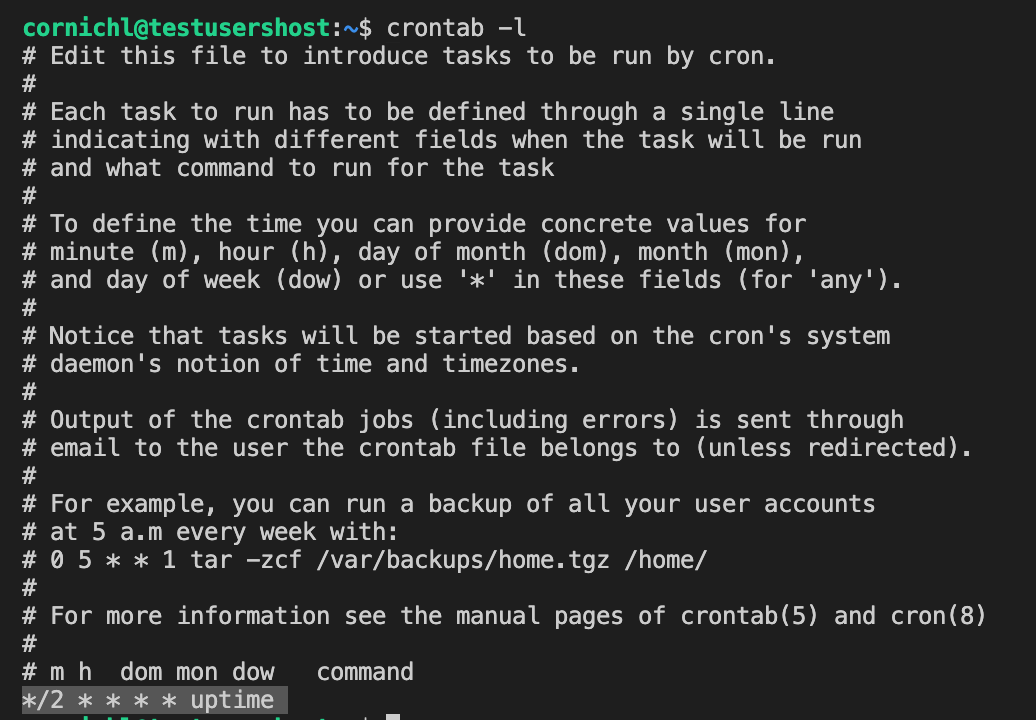 cornichl@testusershost:~$ crontab -l
# Edit this file to introduce tasks to be run by cron.
#
# Each task to run has to be defined through a single line
# indicating with different fields when the task will be run
# and what command to run for the task
#
# To define the time you can provide concrete values for
# minute (m), hour (h), day of month (dom), month (mon),
# and day of week (dow) or use '*' in these fields (for 'any').
#
# Notice that tasks will be started based on the cron's system
# daemon's notion of time and timezones.
#
# Output of the crontab jobs (including errors) is sent through
# email to the user the crontab file belongs to (unless redirected).
#
# For example, you can run a backup of all your user accounts
# at 5 a.m every week with:
# 0 5 * * 1 tar -zcf /var/backups/home.tgz /home/
#
# For more information see the manual pages of crontab(5) and cron(8)
#
# m h  dom mon dow   command
*/2 * * * * uptime